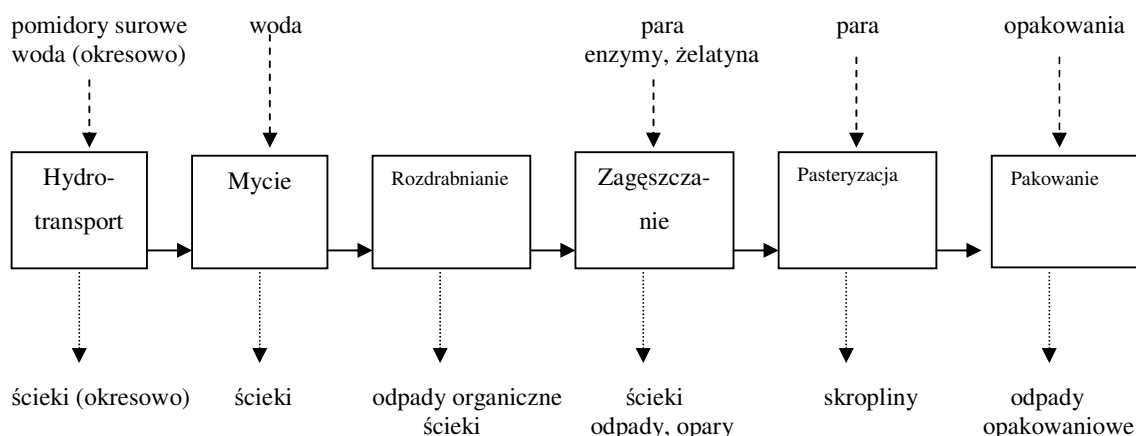 pomidory surowe
woda (okresowo)
woda
para
enzymy, żelatyna
para
opakowania
Hydro-
transport
Mycie
Rozdrabnianie
Zagęszcza-
nie
Pasteryzacja
Pakowanie
ścieki (okresowo)
ścieki
odpady organiczne
ścieki
ścieki
odpady, opary
skropliny
odpady
opakowaniowe